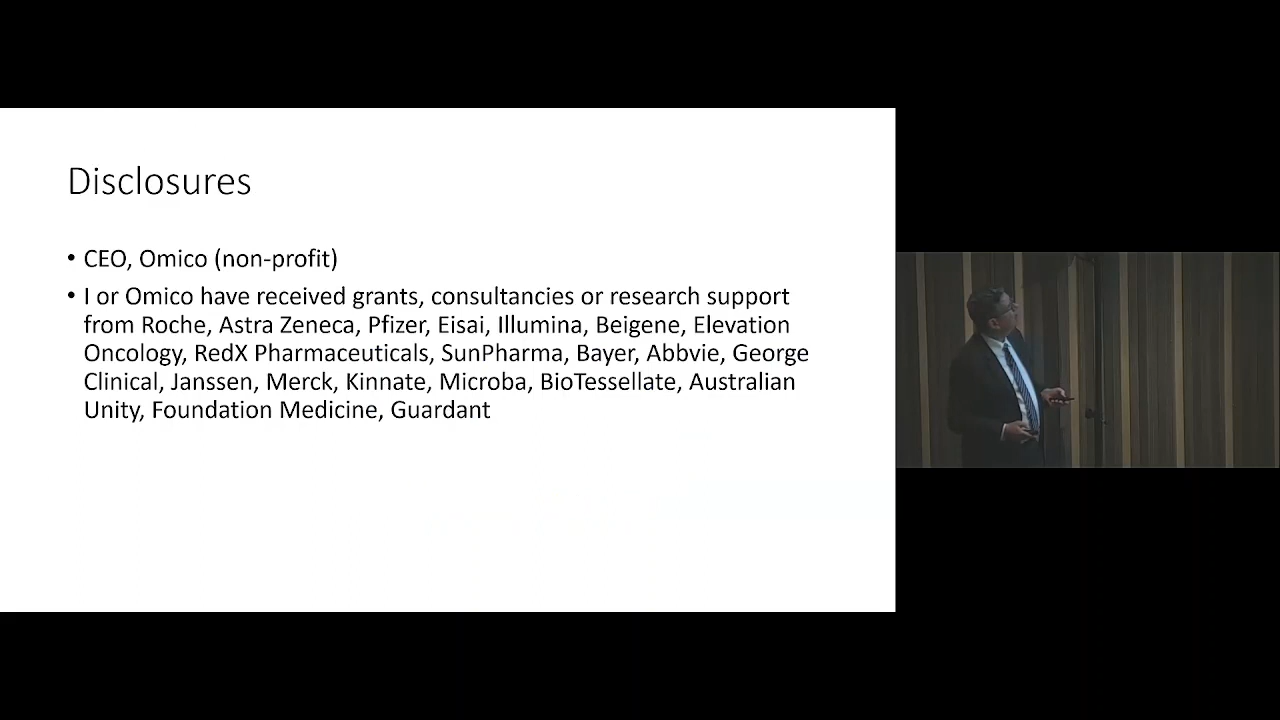 Disclosures
• CEO, Omico (non-profit)
• I or Omico have received grants, consultancies or research support
from Roche, Astra Zeneca, Pfizer, Eisai, Illumina, Beigene, Elevation
Oncology, RedX Pharmaceuticals, SunPharma, Bayer, Abbvie, George
Clinical, Janssen, Merck, Kinnate, Microba, BioTessellate, Australian
Unity, Foundation Medicine, Guardant